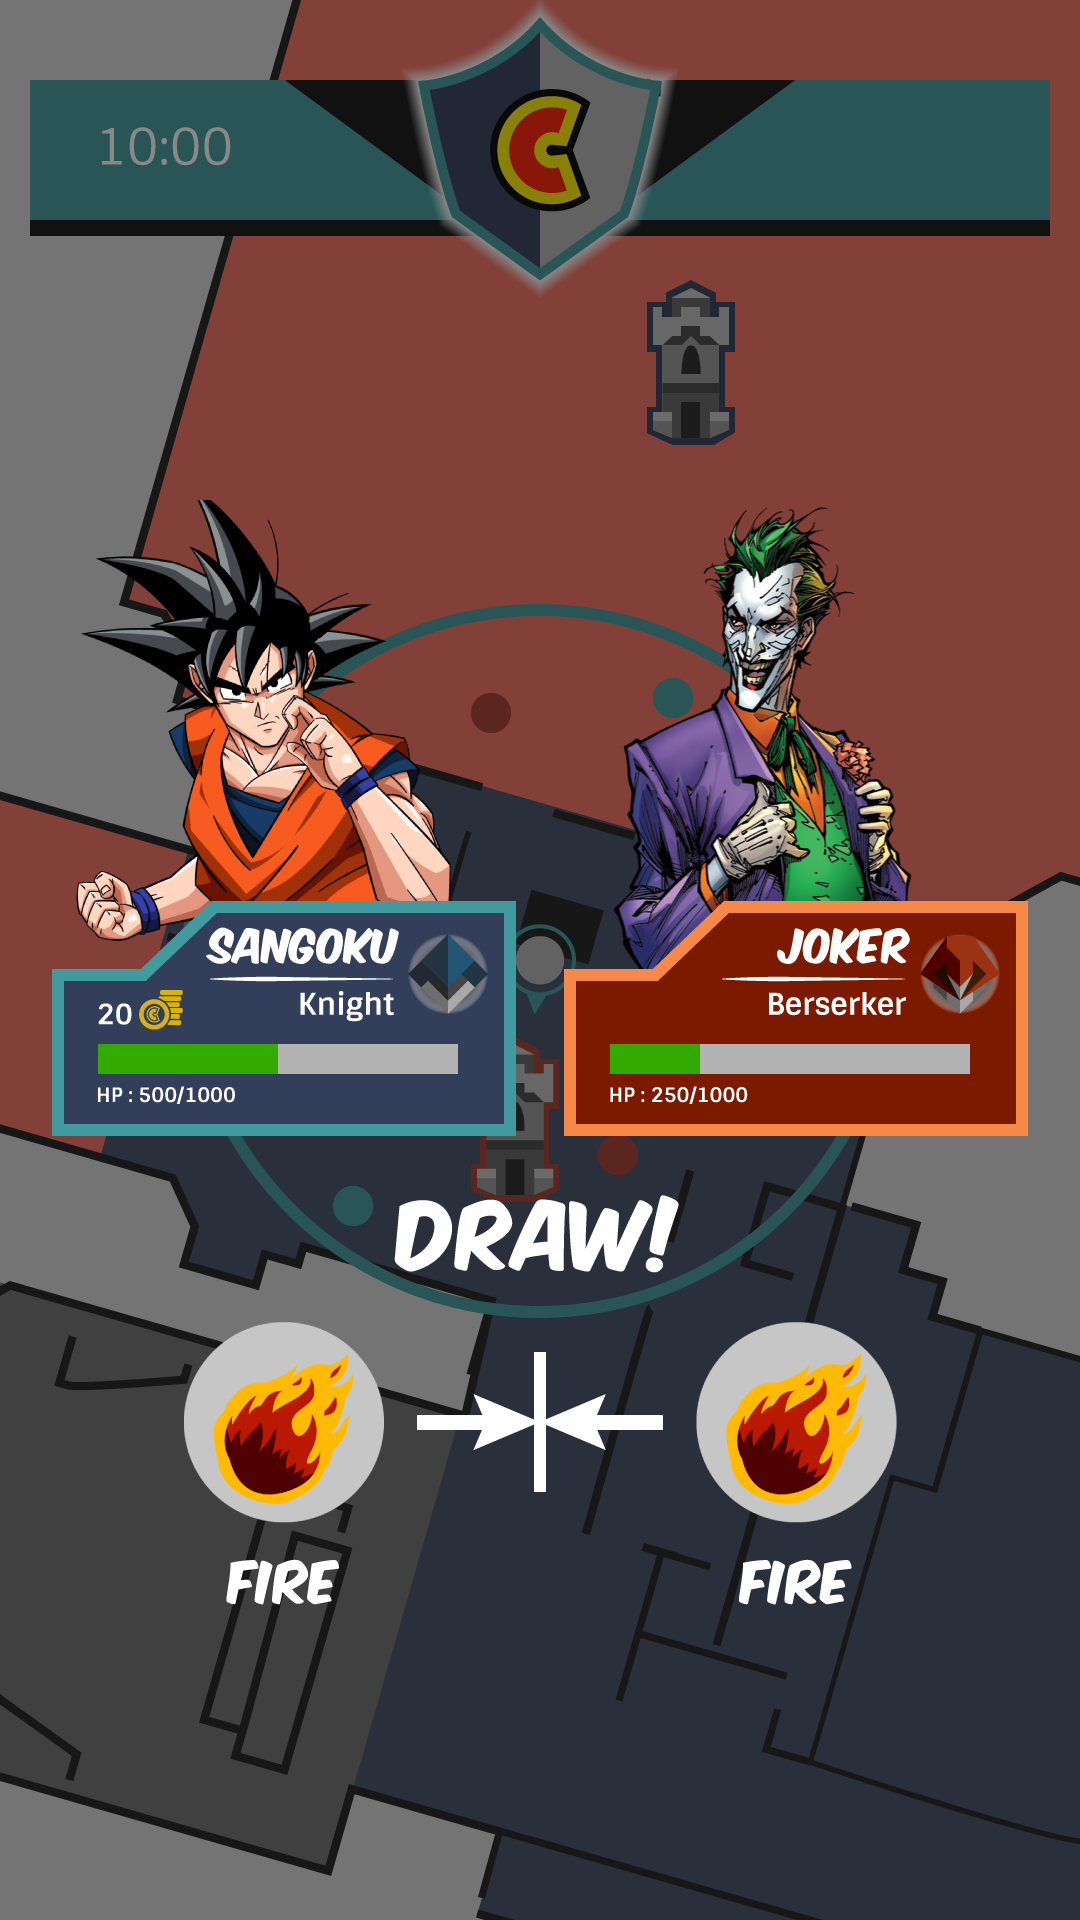 10:00
SANGOKU
Knight
20
HP : 500/1000
JOKER
Berserker
HP : 250/1000
DRAW!
FIRE
FIRE